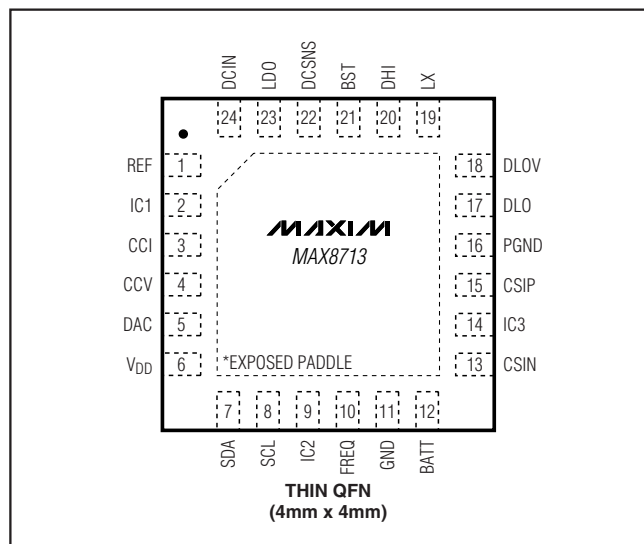 DCIN LDO DCSNS BST DHI LX
24 23 22 21 20 19
REF 1 18 DLOV
IC1 2 17 DLO
CCI 3 MAXIM 16 PGND
MAX8713
CCV 4 15 CSIP
DAC 5 14 IC3
VDD 6 *EXPOSED PADDLE 13 CSIN
7 8 9 10 11 12
SDA SCL IC2 FREQ GND BATT
THIN QFN
(4mm x 4mm)